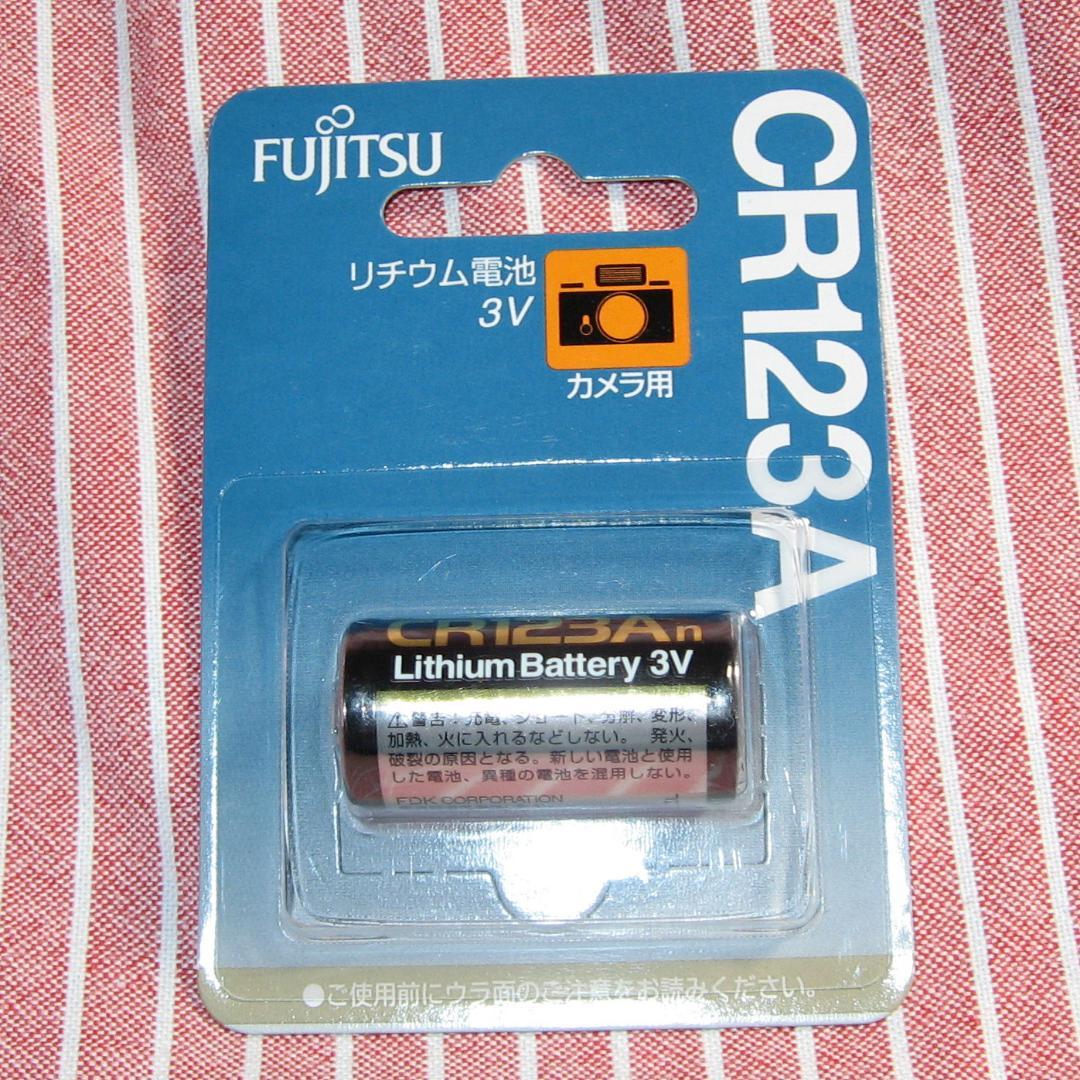 FUJITSU
CR123A
リチウム電池
3V
カメラ用
CR123An
Lithium Battery 3V
⚠警告：充電、ショート、分解、変形、
加熱、火に入れるなどしない。 発火、
破裂の原因となる。新しい電池と使用
した電池、異種の電池を混用しない。
FDK CORPORATION
●ご使用前にウラ面のご注意をお読みください。